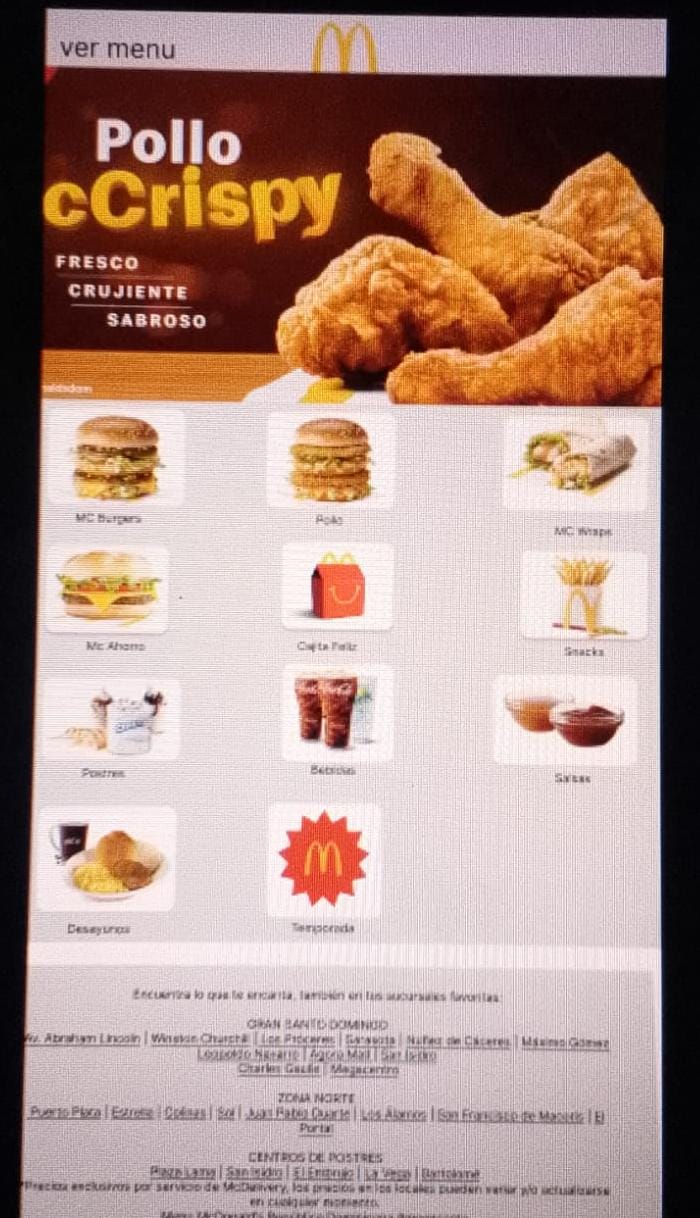 ver menu
Pollo
cCrispy
FRESCO
CRUJIENTE
SABROSO
MC Burgers
Pollo
MC Wraps
Mc Ahorro
Cajita Feliz
Snacks
Postres
Bebidas
Salsas
Desayunos
Temporada
Encuentra lo que te encanta, también en tus sucursales favoritas:
GRAN SANTO DOMINGO
Av. Abraham Lincoln | Winston Churchill | Los Próceres | Sarasota | Núñez de Cáceres | Máximo Gómez
Leopoldo Navarro | Agora Mall | San Isidro
Charles Gaulle | Megacentro
ZONA NORTE
Puerto Plata | Estrella | Colinas | Sol | Juan Pablo Duarte | Los Álamos | San Francisco de Macorís | El
Portal
CENTROS DE POSTRES
Plaza Lama | San Isidro | El Embrujo | La Vega | Bartolomé
*Precios exclusivos por servicio de McDelivery, los precios en los locales pueden variar y/o actualizarse
en cualquier momento.